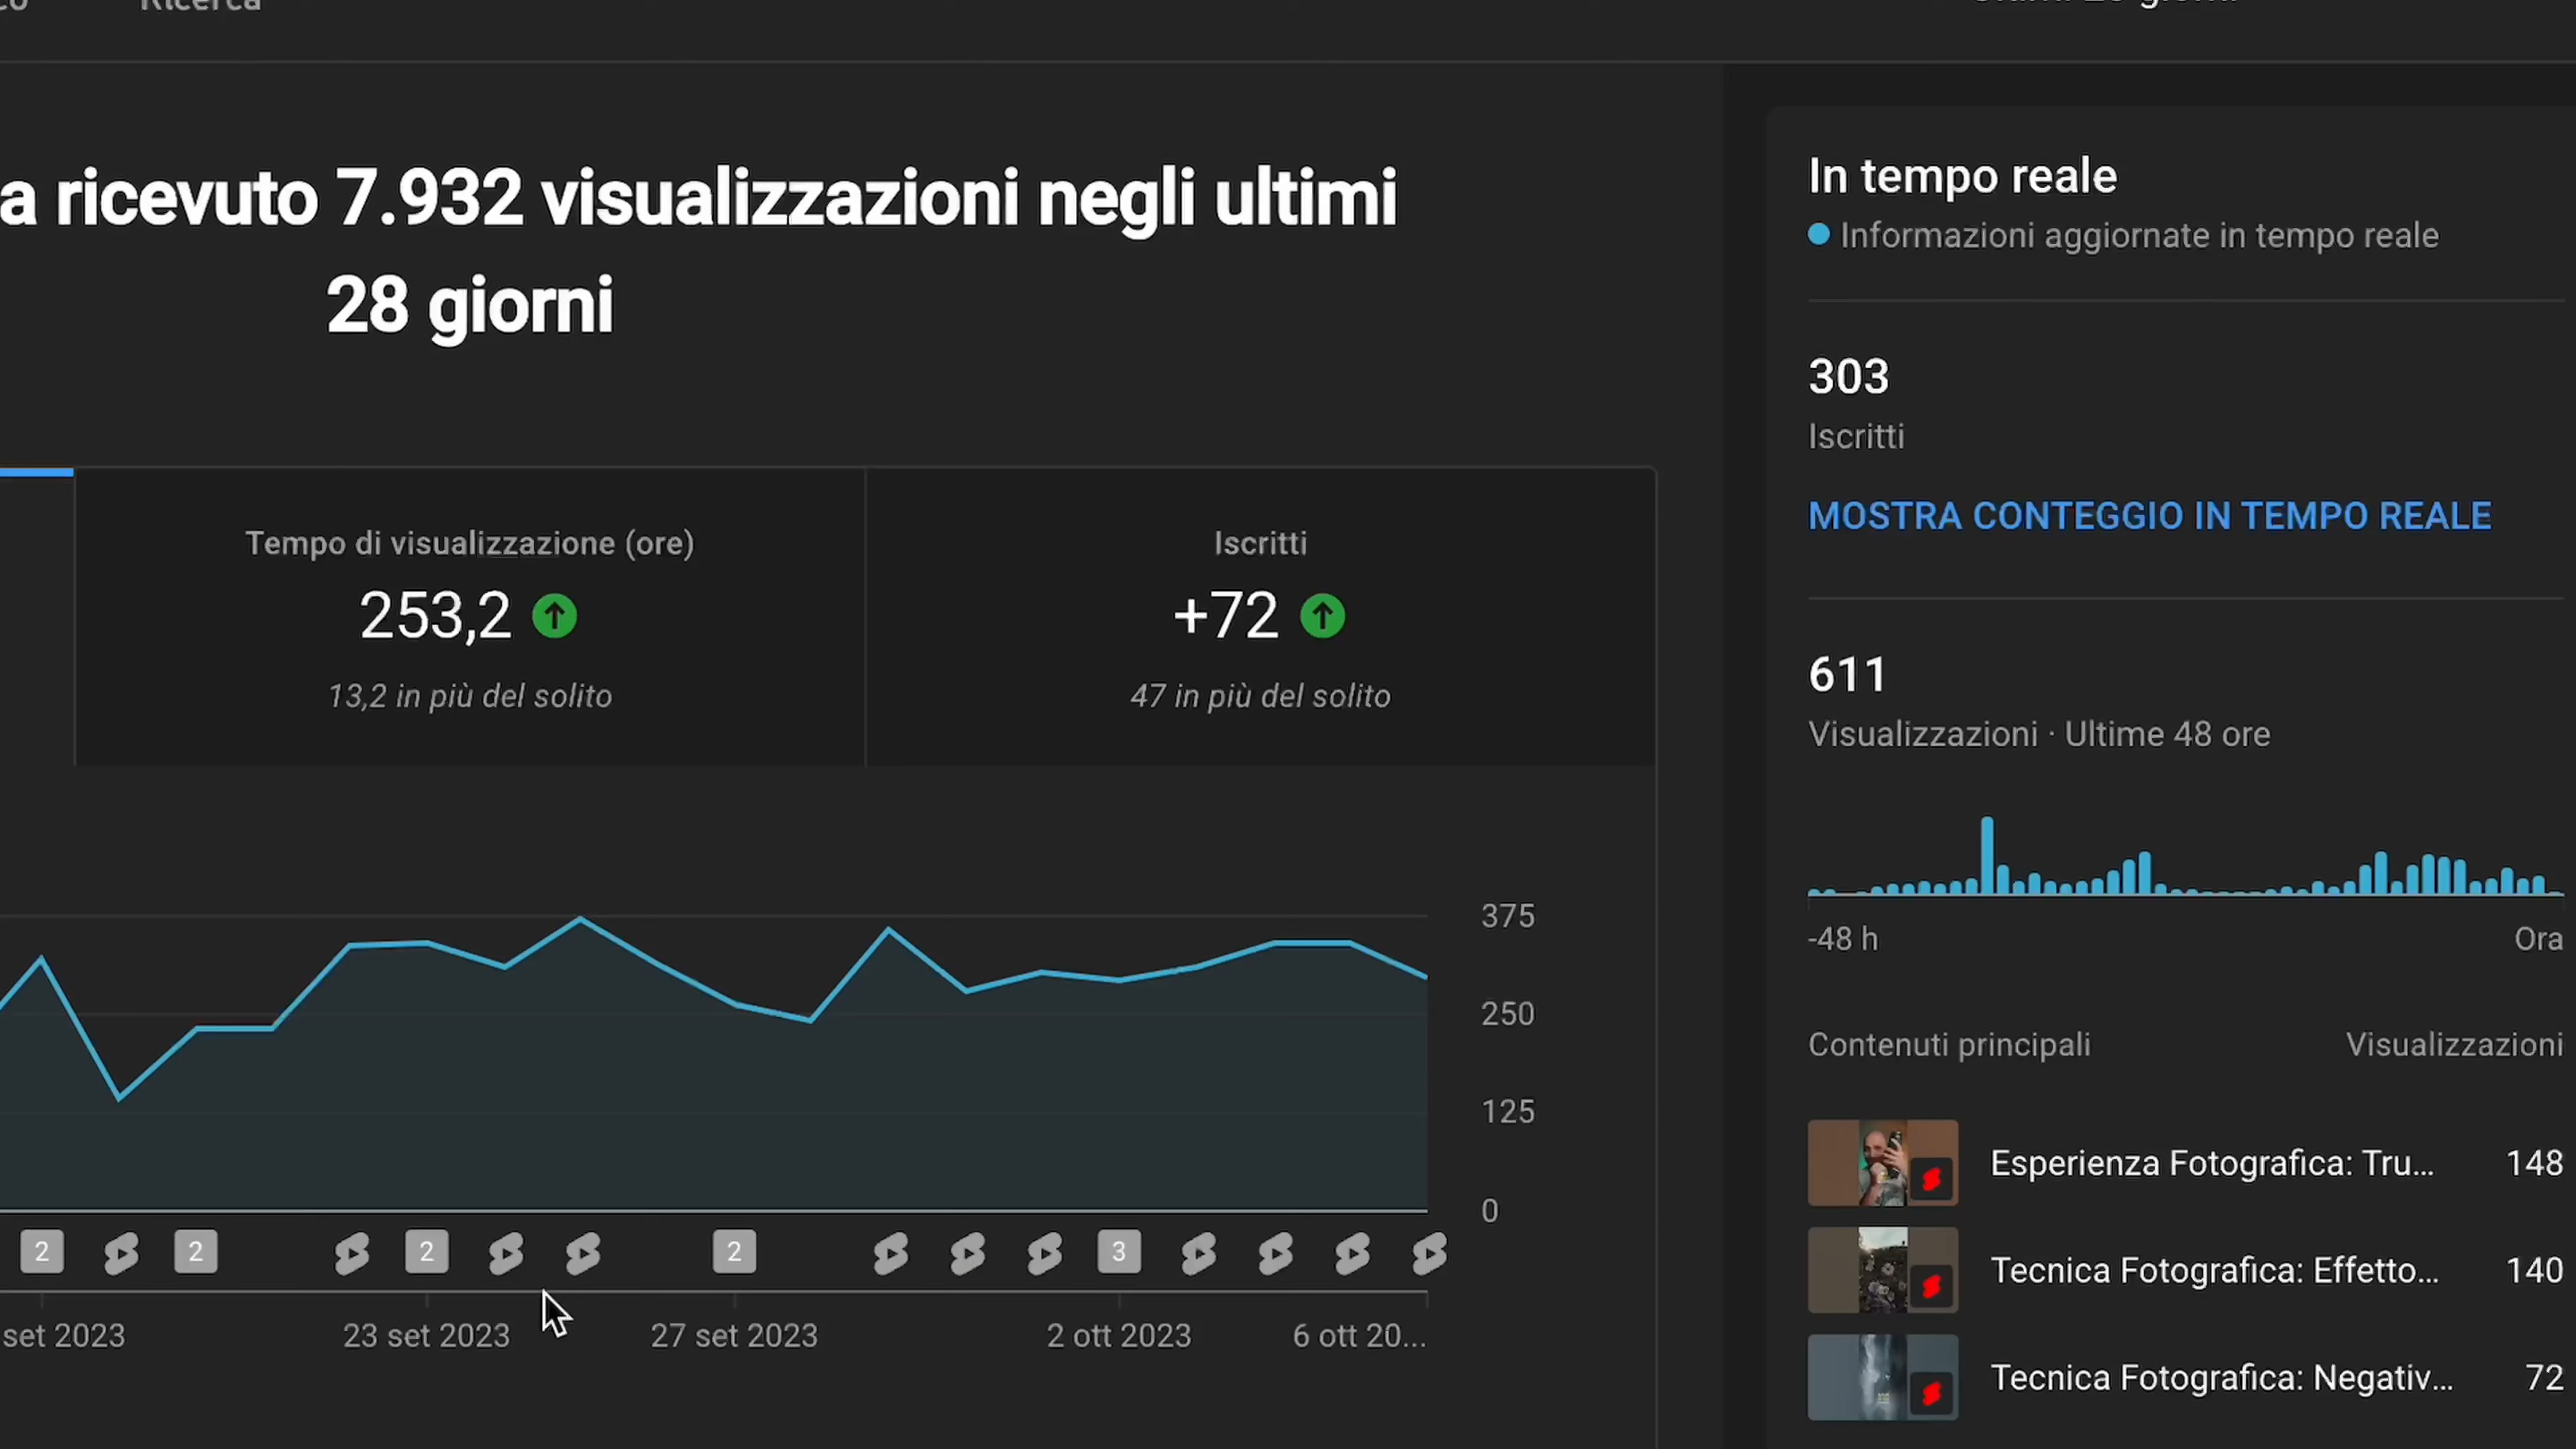 Ricerca
a ricevuto 7.932 visualizzazioni negli ultimi
28 giorni
Tempo di visualizzazione (ore)
253,2
13,2 in più del solito
Iscritti
+72
47 in più del solito
375
250
125
0
2
2
2
2
3
set 2023
23 set 2023
27 set 2023
2 ott 2023
6 ott 20...
In tempo reale
Informazioni aggiornate in tempo reale
303
Iscritti
MOSTRA CONTEGGIO IN TEMPO REALE
611
Visualizzazioni · Ultime 48 ore
-48 h
Ora
Contenuti principali
Visualizzazioni
Esperienza Fotografica: Tru...
148
Tecnica Fotografica: Effetto...
140
Tecnica Fotografica: Negativ...
72